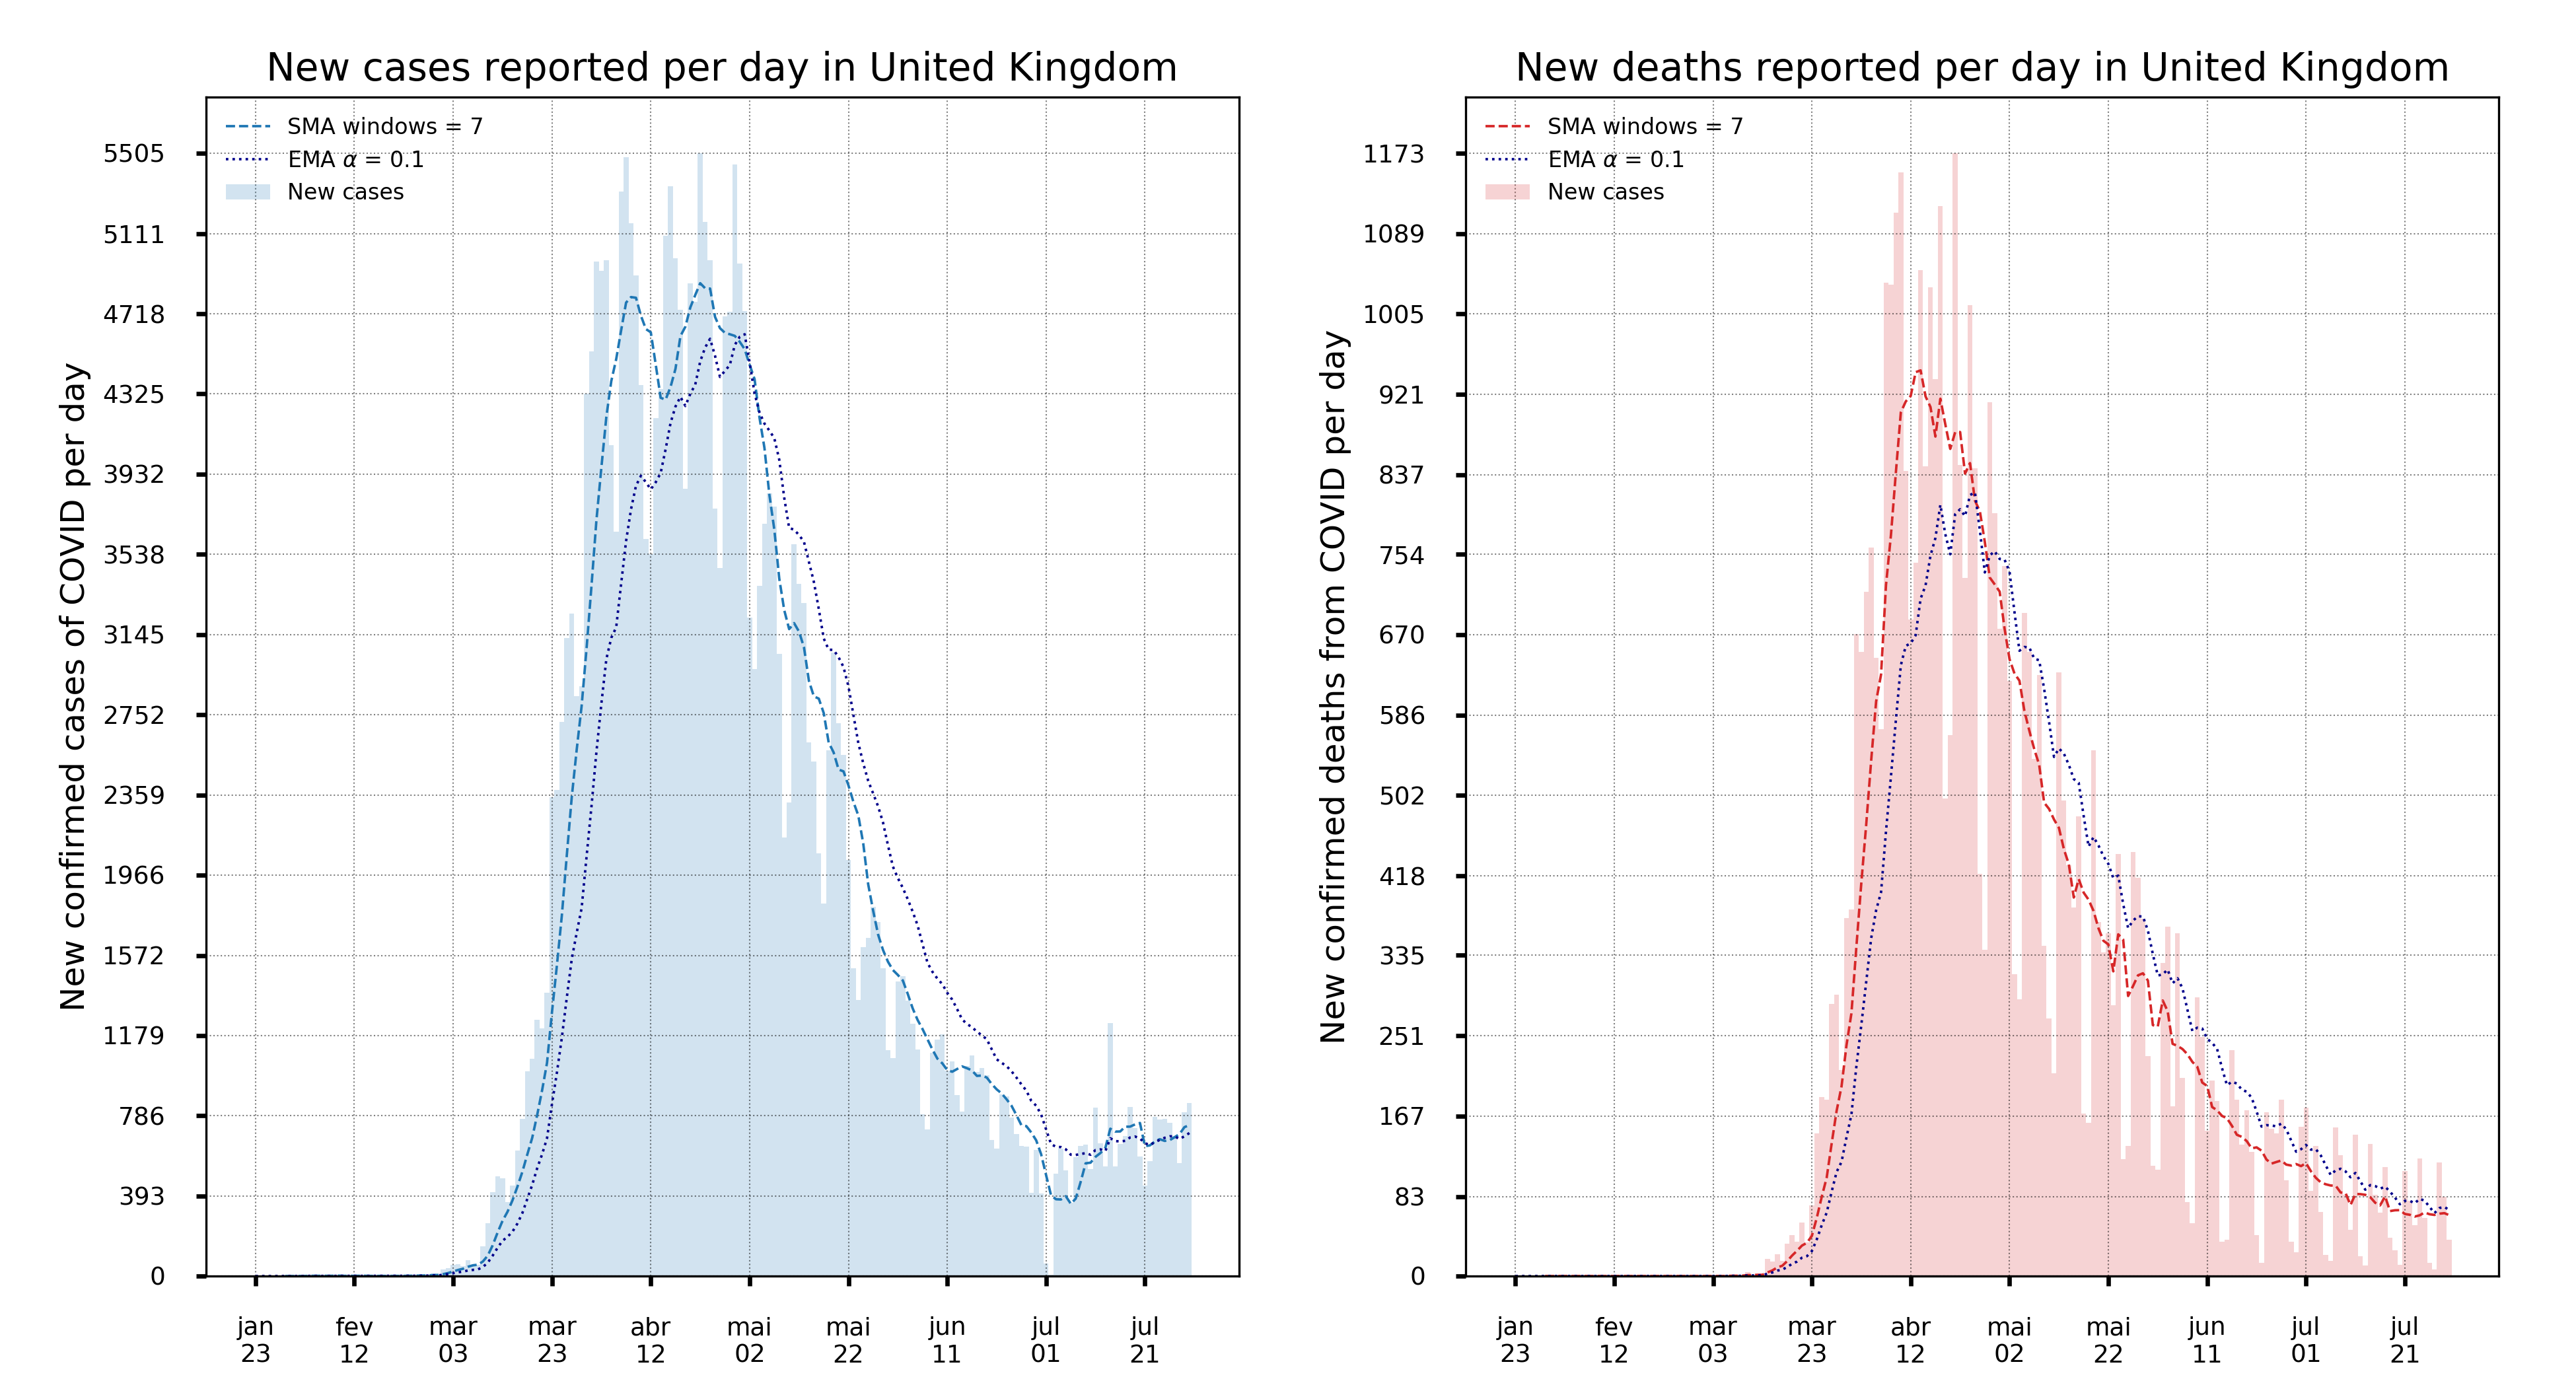 New cases reported per day in United Kingdom
SMA windows = 7
EMA α = 0.1
New cases
New confirmed cases of COVID per day
5505
5111
4718
4325
3932
3538
3145
2752
2359
1966
1572
1179
786
393
0
jan fev mar mar abr mai mai jun jul jul
23 12 03 23 12 02 22 11 01 21
New deaths reported per day in United Kingdom
SMA windows = 7
EMA α = 0.1
New cases
New confirmed deaths from COVID per day
1173
1089
1005
921
837
754
670
586
502
418
335
251
167
83
0
jan fev mar mar abr mai mai jun jul jul
23 12 03 23 12 02 22 11 01 21